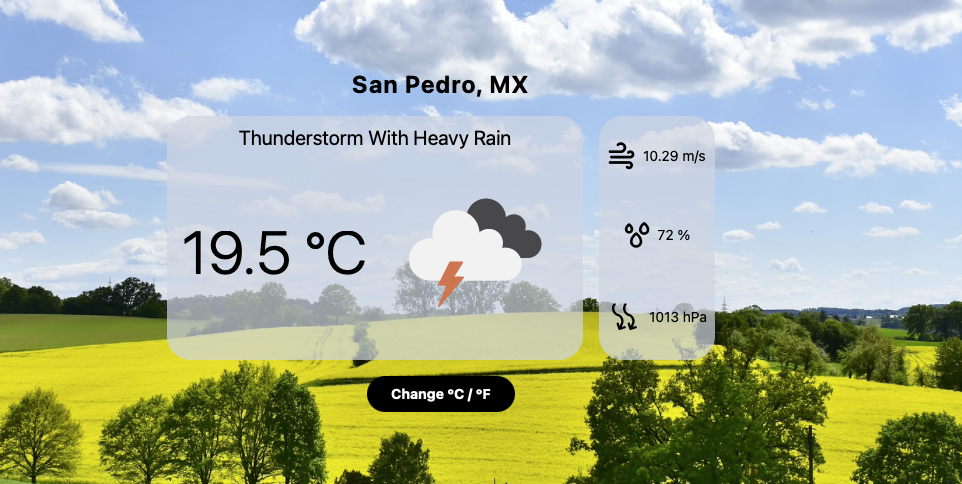 San Pedro, MX
Thunderstorm With Heavy Rain
19.5 °C
10.29 m/s
72 %
1013 hPa
Change °C / °F